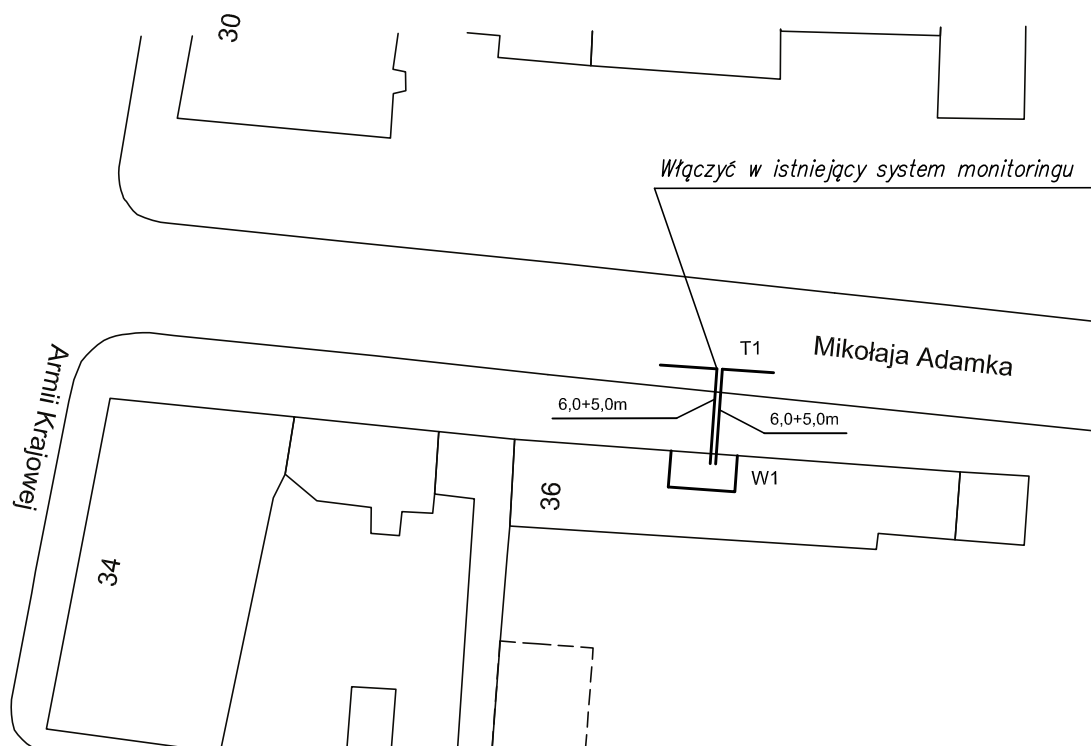 30
Włączyć w istniejący system monitoringu
T1
Mikołaja Adamka
Armii Krajowej
6,0+5,0m
6,0+5,0m
W1
36
34